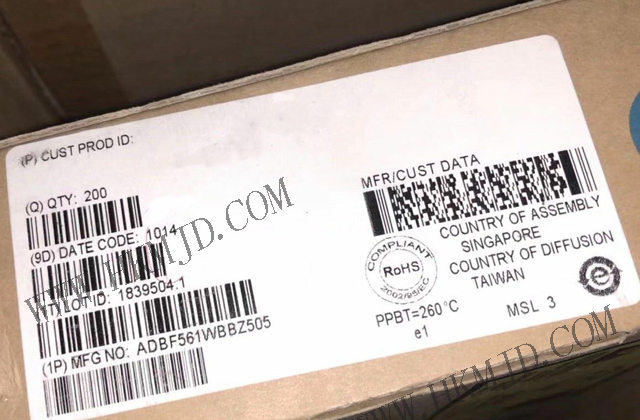 (P) CUST PROD ID:
(Q) QTY: 200
(9D) DATE CODE: 1014
LOT ID: 1839504.1
(1P) MFG NO: ADBF561WBBZ505
MFR/CUST DATA
COUNTRY OF ASSEMBLY
SINGAPORE
COUNTRY OF DIFFUSION
TAIWAN
COMPLIANT
RoHS
2002/95/EC
PPBT=260°C
e1
MSL 3
e
WWW.HKMJD.COM
WWW.HKMJD.COM